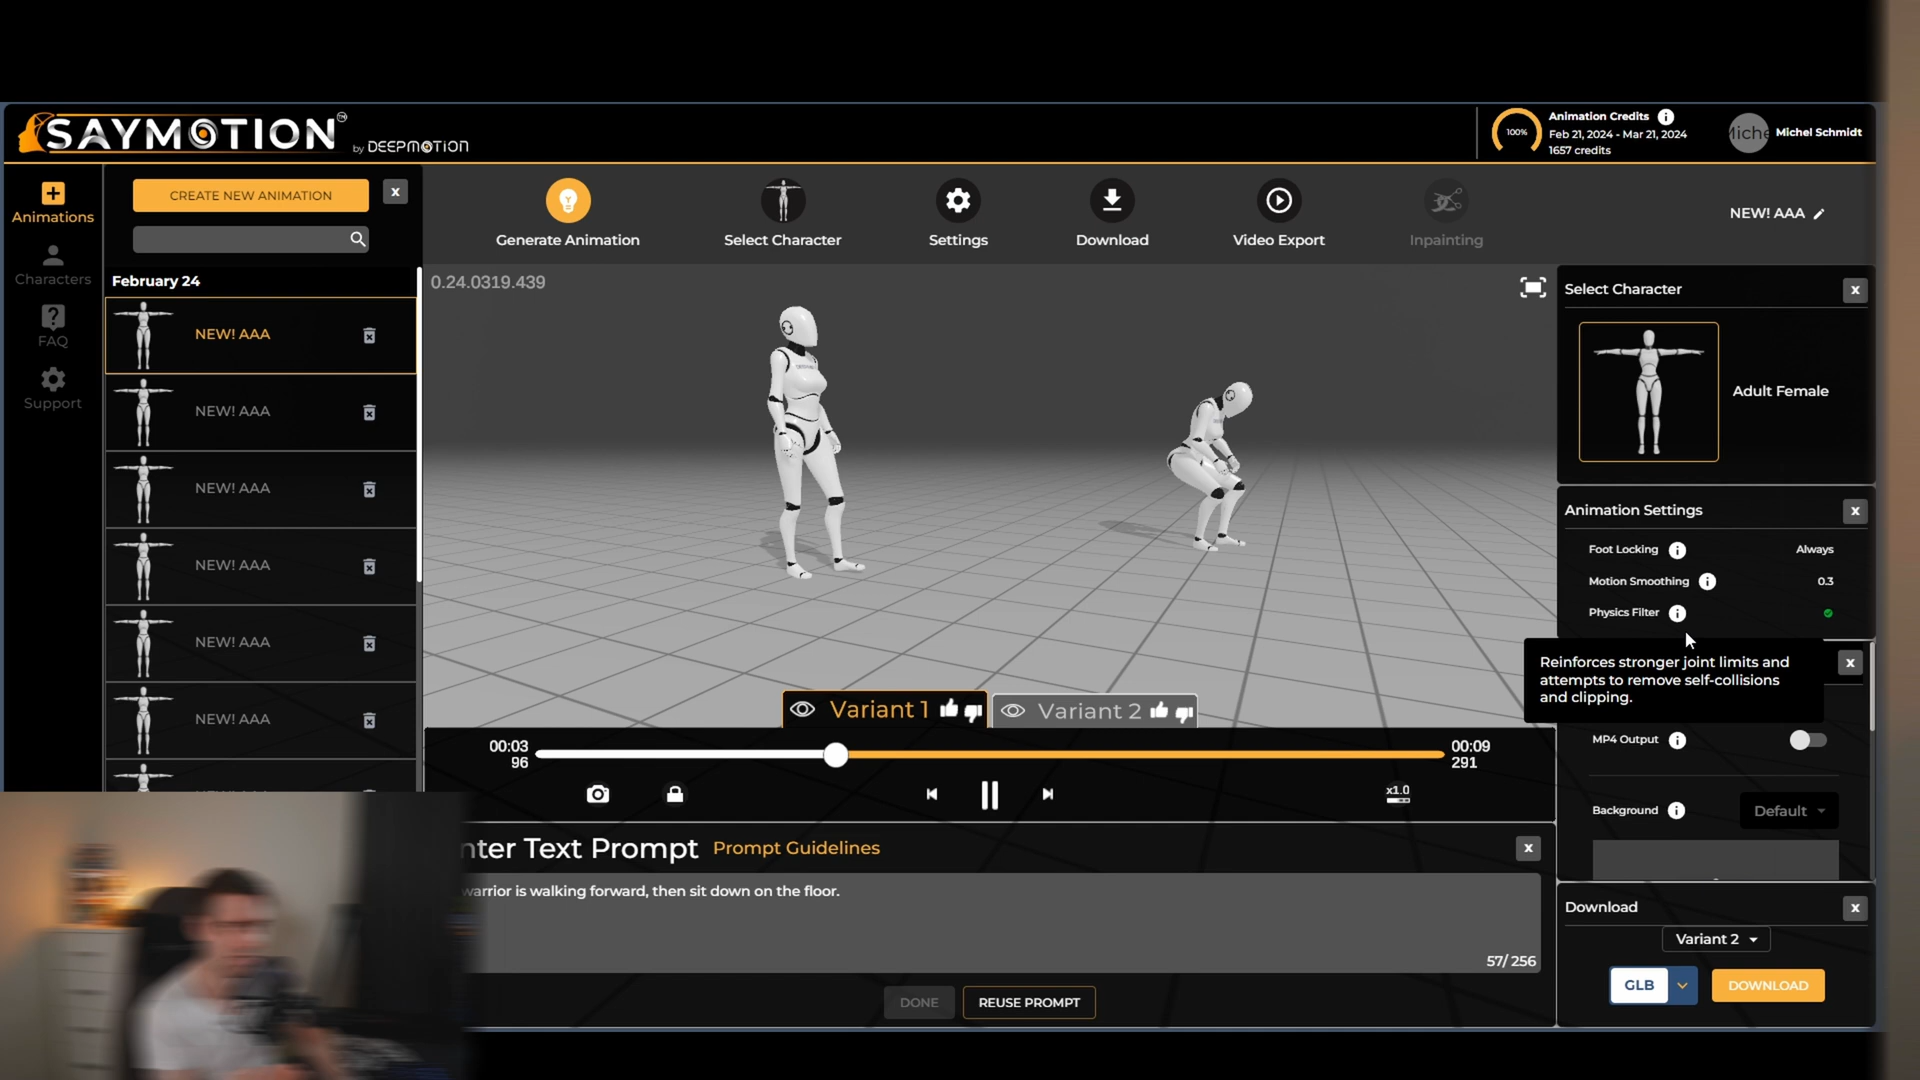 SAYMOTION™
by DEEPMOTION
100%
Animation Credits
Feb 21, 2024 - Mar 21, 2024
1657 credits
Miche
Michel Schmidt
Animations
Characters
FAQ
Support
CREATE NEW ANIMATION
x
February 24
NEW! AAA
NEW! AAA
NEW! AAA
NEW! AAA
NEW! AAA
NEW! AAA
Generate Animation
Select Character
Settings
Download
Video Export
Inpainting
NEW! AAA
0.24.0319.439
Variant 1
Variant 2
00:03
96
00:09
291
x1.0
nter Text Prompt
Prompt Guidelines
x
warrior is walking forward, then sit down on the floor.
57/ 256
DONE
REUSE PROMPT
Select Character
x
Adult Female
Animation Settings
x
Foot Locking
Always
Motion Smoothing
0.3
Physics Filter
Reinforces stronger joint limits and
attempts to remove self-collisions
and clipping.
x
MP4 Output
Background
Default
Download
x
Variant 2
GLB
DOWNLOAD